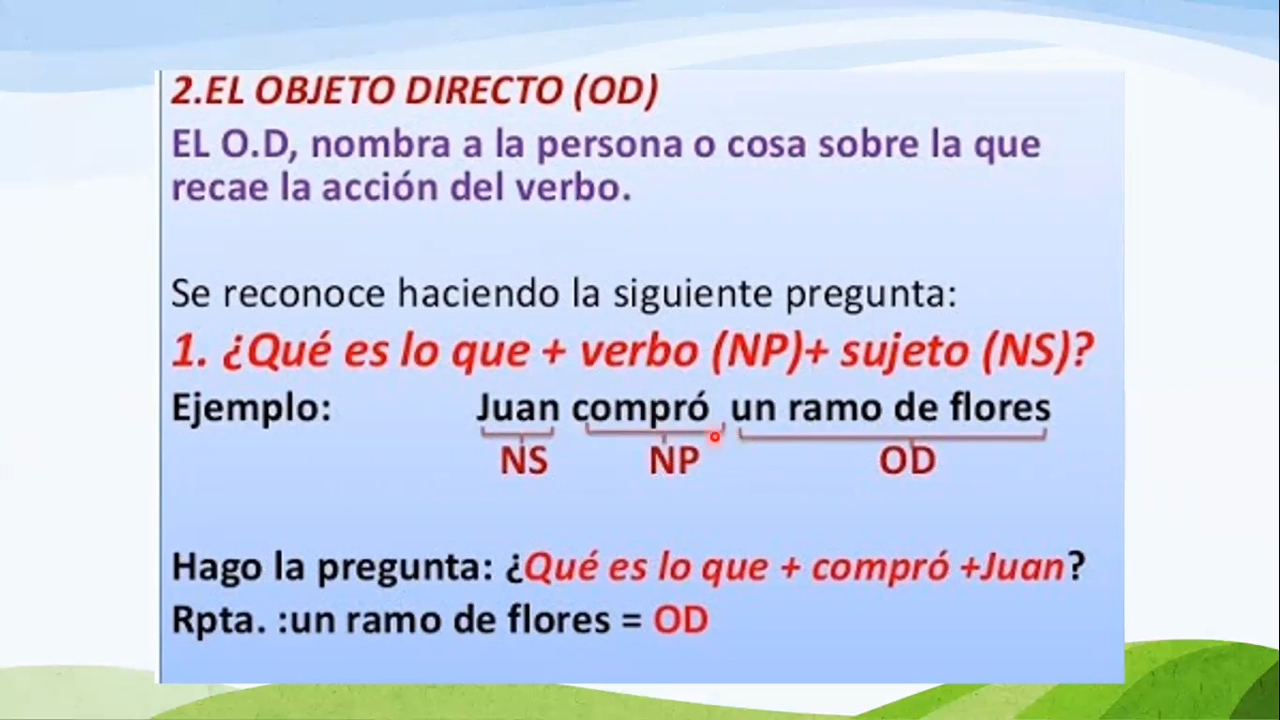 2.EL OBJETO DIRECTO (OD)
EL O.D, nombra a la persona o cosa sobre la que
recae la acción del verbo.
Se reconoce haciendo la siguiente pregunta:
1. ¿Qué es lo que + verbo (NP)+ sujeto (NS)?
Ejemplo: Juan compró un ramo de flores
NS NP OD
Hago la pregunta: ¿Qué es lo que + compró +Juan?
Rpta. :un ramo de flores = OD